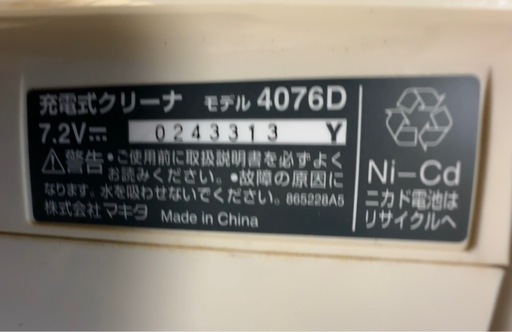 充電式クリーナ モデル 4076D
7.2V⎓ 0243313 Y
⚠警告・ご使用前に取扱説明書を必ずよく
お読みください。・故障の原因に
なります。水を吸わせないでください。 865228A5
株式会社マキタ Made in China
Ni-Cd
ニカド電池は
リサイクルへ